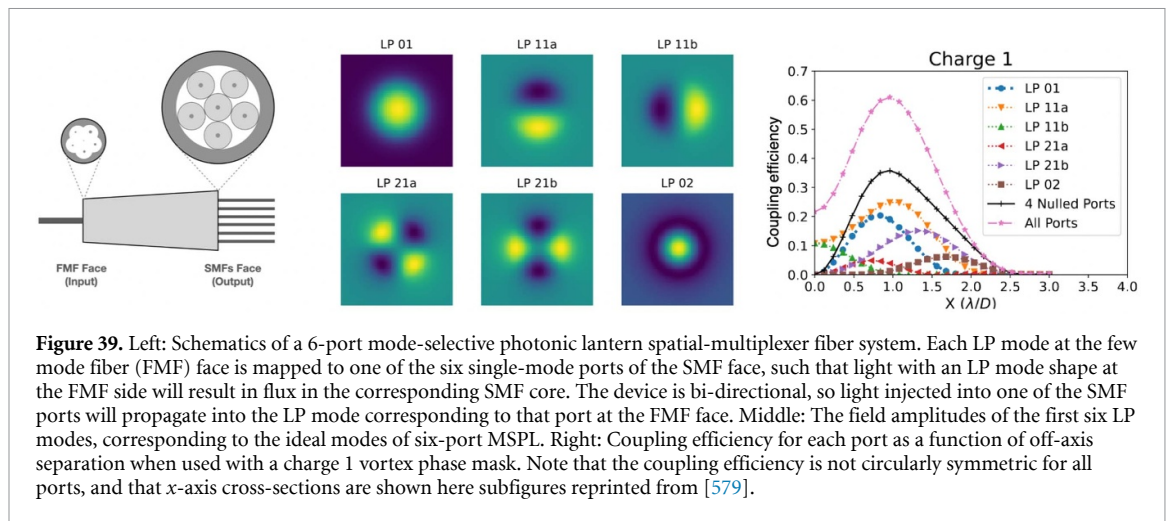 FMF Face
(Input)
SMFs Face
(Output)
LP 01
LP 11a
LP 11b
LP 21a
LP 21b
LP 02
Charge 1
Coupling efficiency
0.7
0.6
0.5
0.4
0.3
0.2
0.1
0.0
0.0
0.5
1.0
1.5
2.0
2.5
3.0
4.0
X (λ/D)
LP 01
LP 11a
LP 11b
LP 21a
LP 21b
LP 02
4 Nulled Ports
All Ports
Figure 39. Left: Schematics of a 6-port mode-selective photonic lantern spatial-multiplexer fiber system. Each LP mode at the few
mode fiber (FMF) face is mapped to one of the six single-mode ports of the SMF face, such that light with an LP mode shape at
the FMF side will result in flux in the corresponding SMF core. The device is bi-directional, so light injected into one of the SMF
ports will propagate into the LP mode corresponding to that port at the FMF face. Middle: The field amplitudes of the first six LP
modes, corresponding to the ideal modes of six-port MSPL. Right: Coupling efficiency for each port as a function of off-axis
separation when used with a charge 1 vortex phase mask. Note that the coupling efficiency is not circularly symmetric for all
ports, and that x-axis cross-sections are shown here subfigures reprinted from [579].